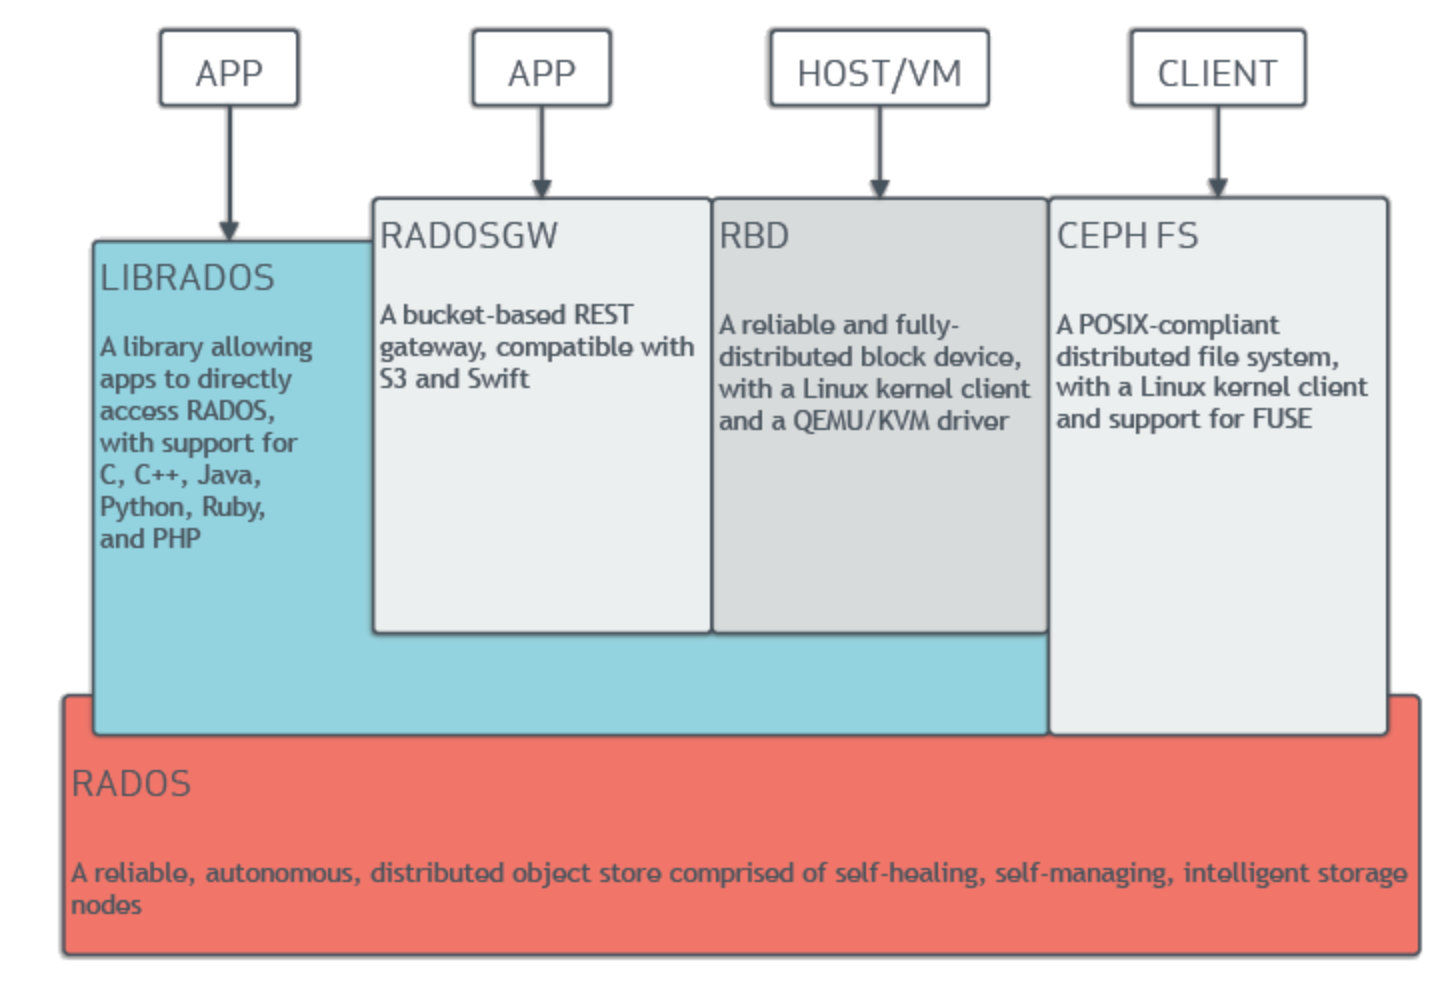 APP
APP
HOST/VM
CLIENT
LIBRADOS
A library allowing
apps to directly
access RADOS,
with support for
C, C++, Java,
Python, Ruby,
and PHP
RADOSGW
A bucket-based REST
gateway, compatible with
S3 and Swift
RBD
A reliable and fully-
distributed block device,
with a Linux kernel client
and a QEMU/KVM driver
CEPH FS
A POSIX-compliant
distributed file system,
with a Linux kernel client
and support for FUSE
RADOS
A reliable, autonomous, distributed object store comprised of self-healing, self-managing, intelligent storage
nodes